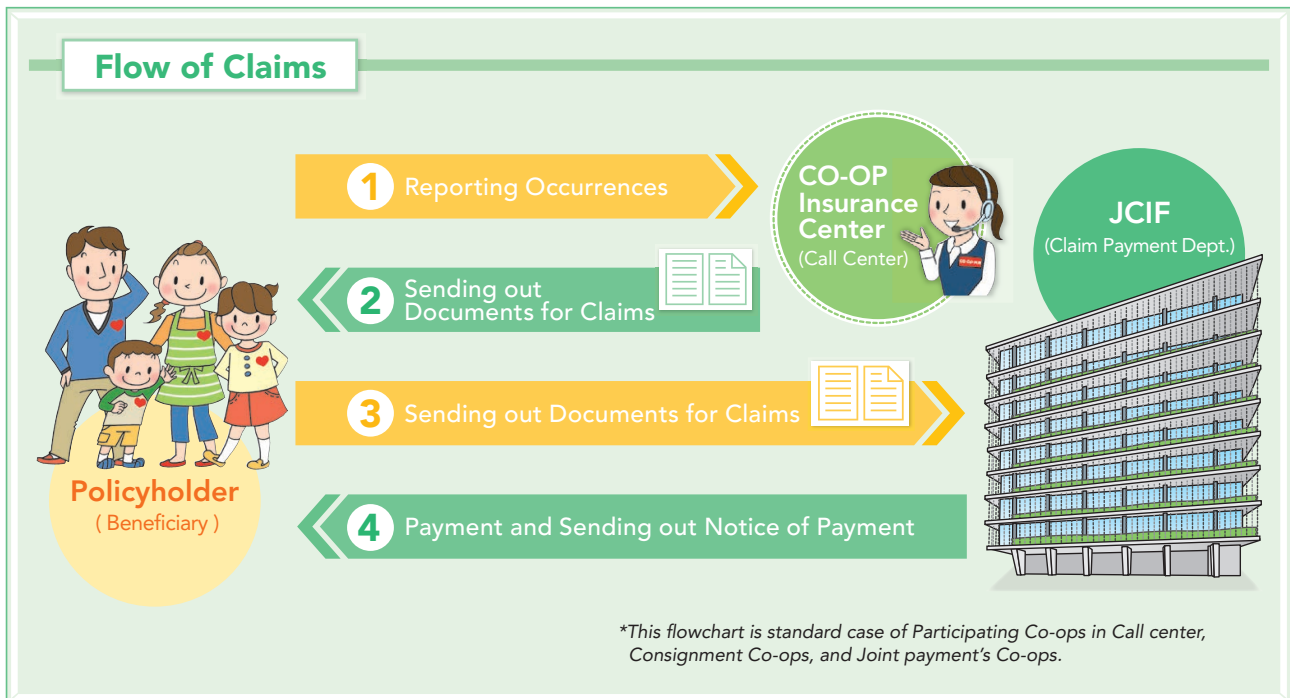 Flow of Claims
1 Reporting Occurrences
CO-OP
Insurance
Center
(Call Center)
JCIF
(Claim Payment Dept.)
2 Sending out
Documents for Claims
3 Sending out Documents for Claims
Policyholder
( Beneficiary )
4 Payment and Sending out Notice of Payment
*This flowchart is standard case of Participating Co-ops in Call center,
Consignment Co-ops, and Joint payment's Co-ops.